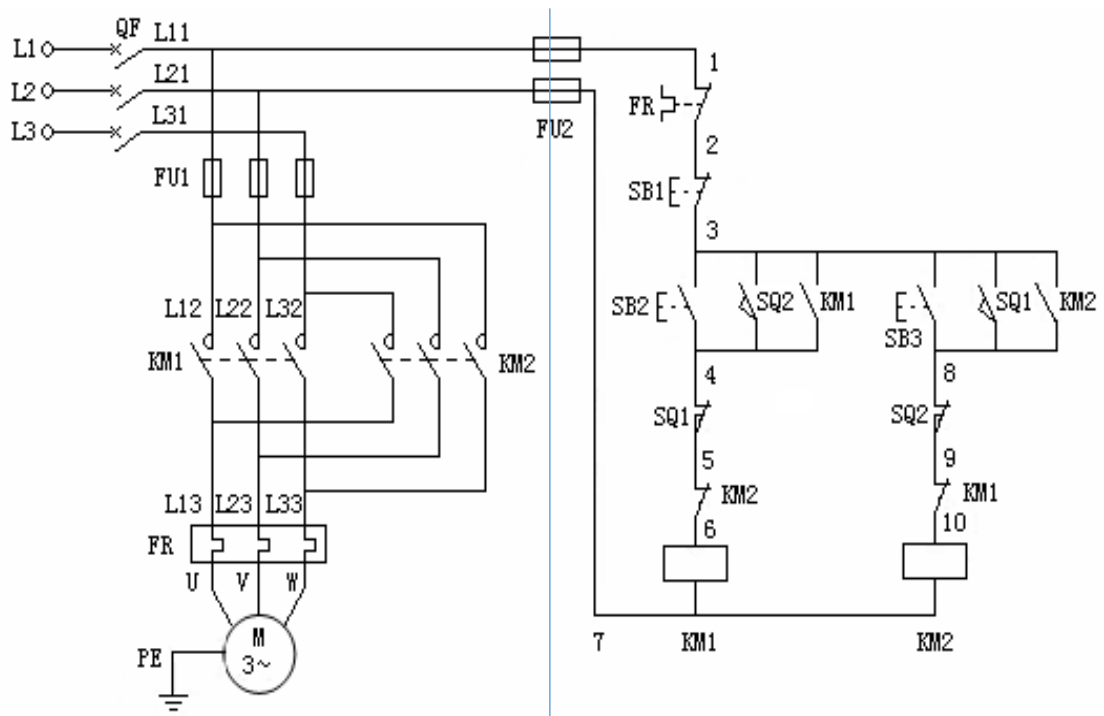 QF L11
L1
L21
L2
L31
L3
FU1
FU2
1
FR
2
SB1
3
L12 L22 L32
KM1
KM2
SB2 SQ2 KM1
SB3 SQ1 KM2
4
8
SQ1
SQ2
5
9
KM2
KM1
6
10
L13 L23 L33
FR
U V W
M
3~
PE
7 KM1 KM2